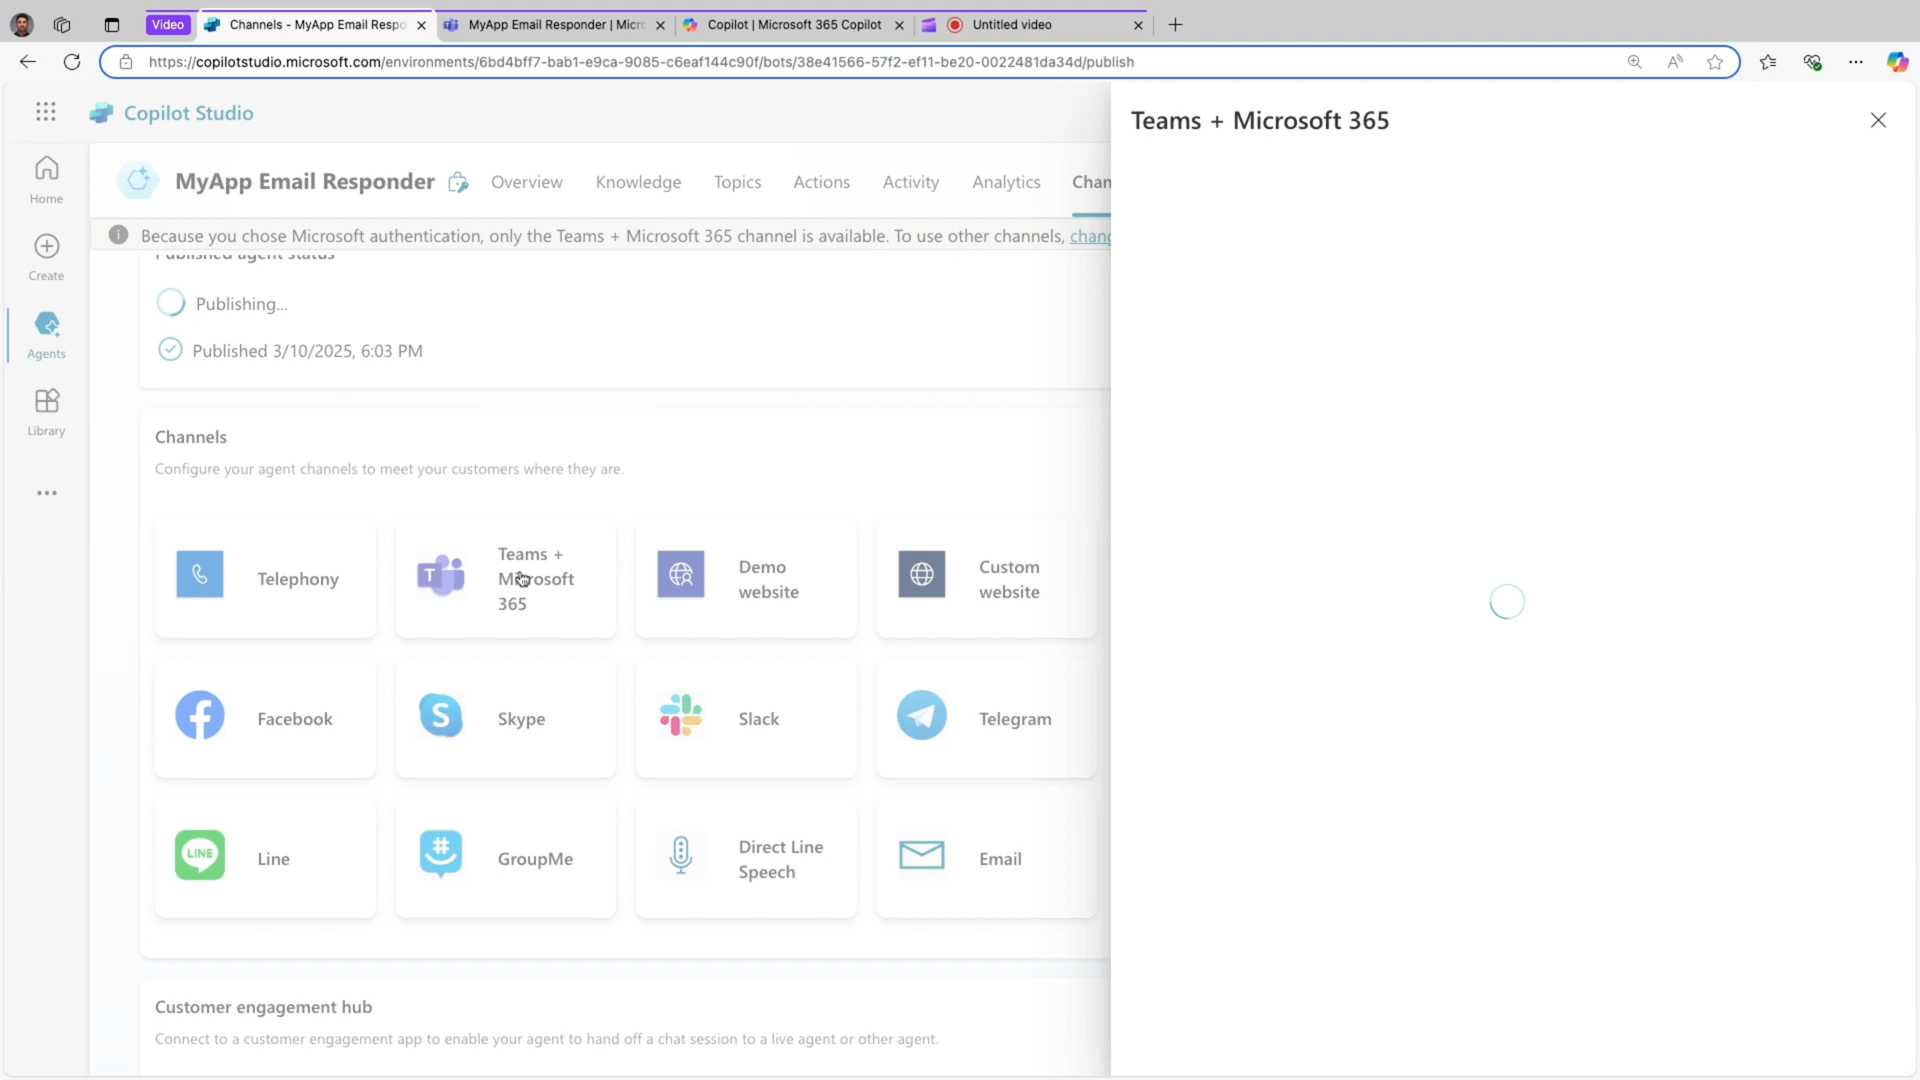 Video
Channels - MyApp Email Respo
MyApp Email Responder | Micro
Copilot | Microsoft 365 Copilot
Untitled video
https://copilotstudio.microsoft.com/environments/6bd4bff7-bab1-e9ca-9085-c6eaf144c90f/bots/38e41566-57f2-ef11-be20-0022481da34d/publish
Copilot Studio
Teams + Microsoft 365
MyApp Email Responder
Overview
Knowledge
Topics
Actions
Activity
Analytics
Chan
Home
Create
Agents
Library
Because you chose Microsoft authentication, only the Teams + Microsoft 365 channel is available. To use other channels, chang
Published agent status
Publishing...
Published 3/10/2025, 6:03 PM
Channels
Configure your agent channels to meet your customers where they are.
Telephony
Teams +
Microsoft
365
Demo
website
Custom
website
Facebook
Skype
Slack
Telegram
LINE
Line
GroupMe
Direct Line
Speech
Email
Customer engagement hub
Connect to a customer engagement app to enable your agent to hand off a chat session to a live agent or other agent.